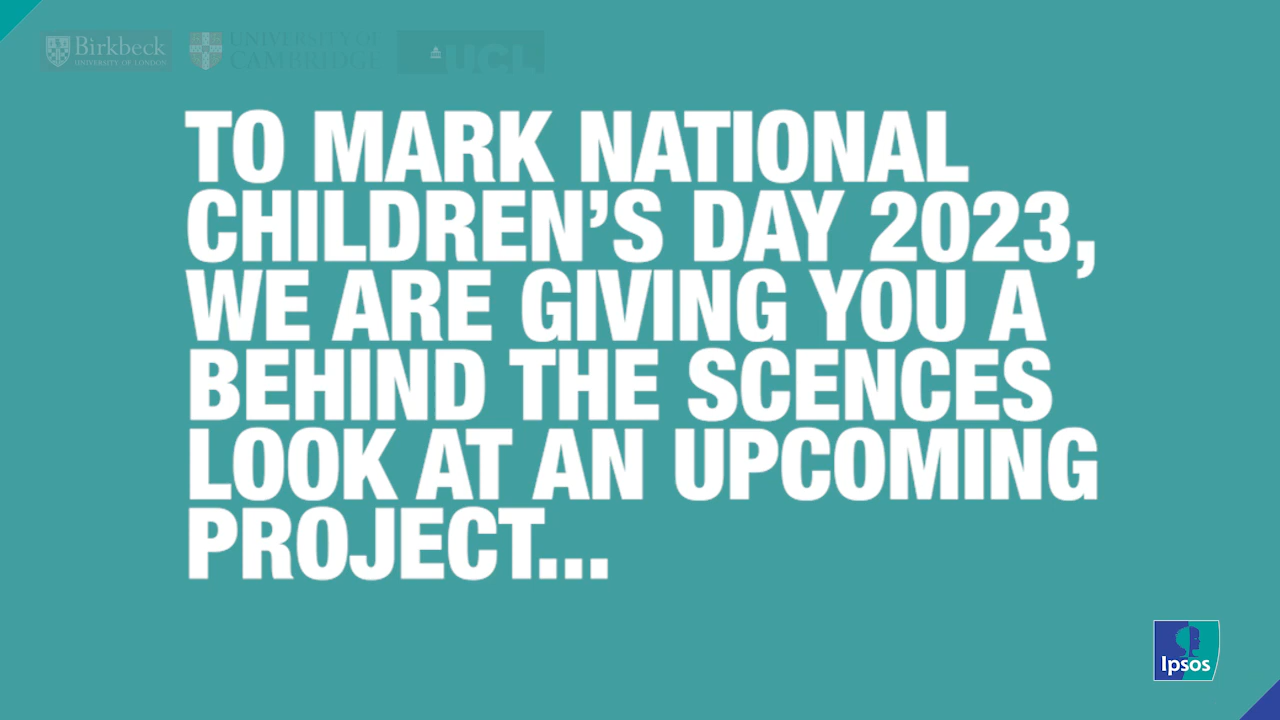 Birkbeck
UNIVERSITY OF LONDON
UNIVERSITY OF
CAMBRIDGE
UCL
TO MARK NATIONAL
CHILDREN’S DAY 2023,
WE ARE GIVING YOU A
BEHIND THE SCENCES
LOOK AT AN UPCOMING
PROJECT...
Ipsos